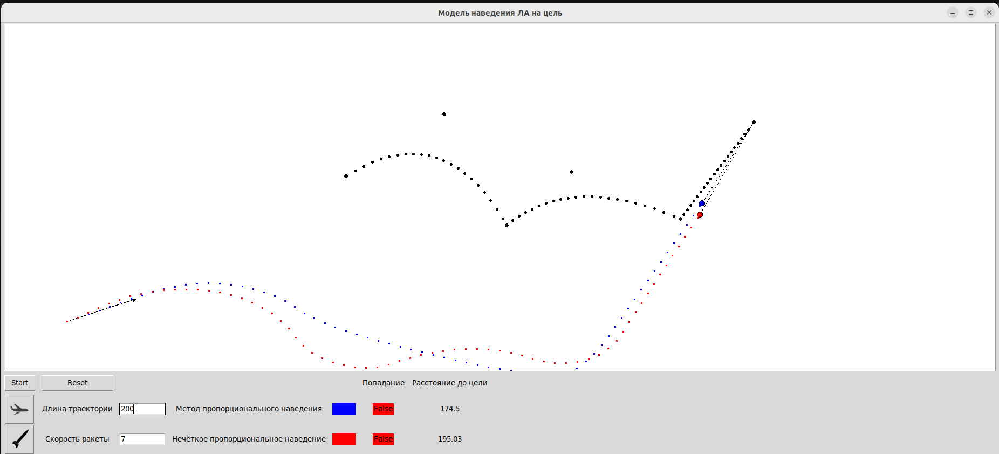 Модель наведения ЛА на цель
Start Reset Попадание Расстояние до цели
Длина траектории 200 Метод пропорционального наведения False 174.5
Скорость ракеты 7 Нечёткое пропорциональное наведение False 195.03